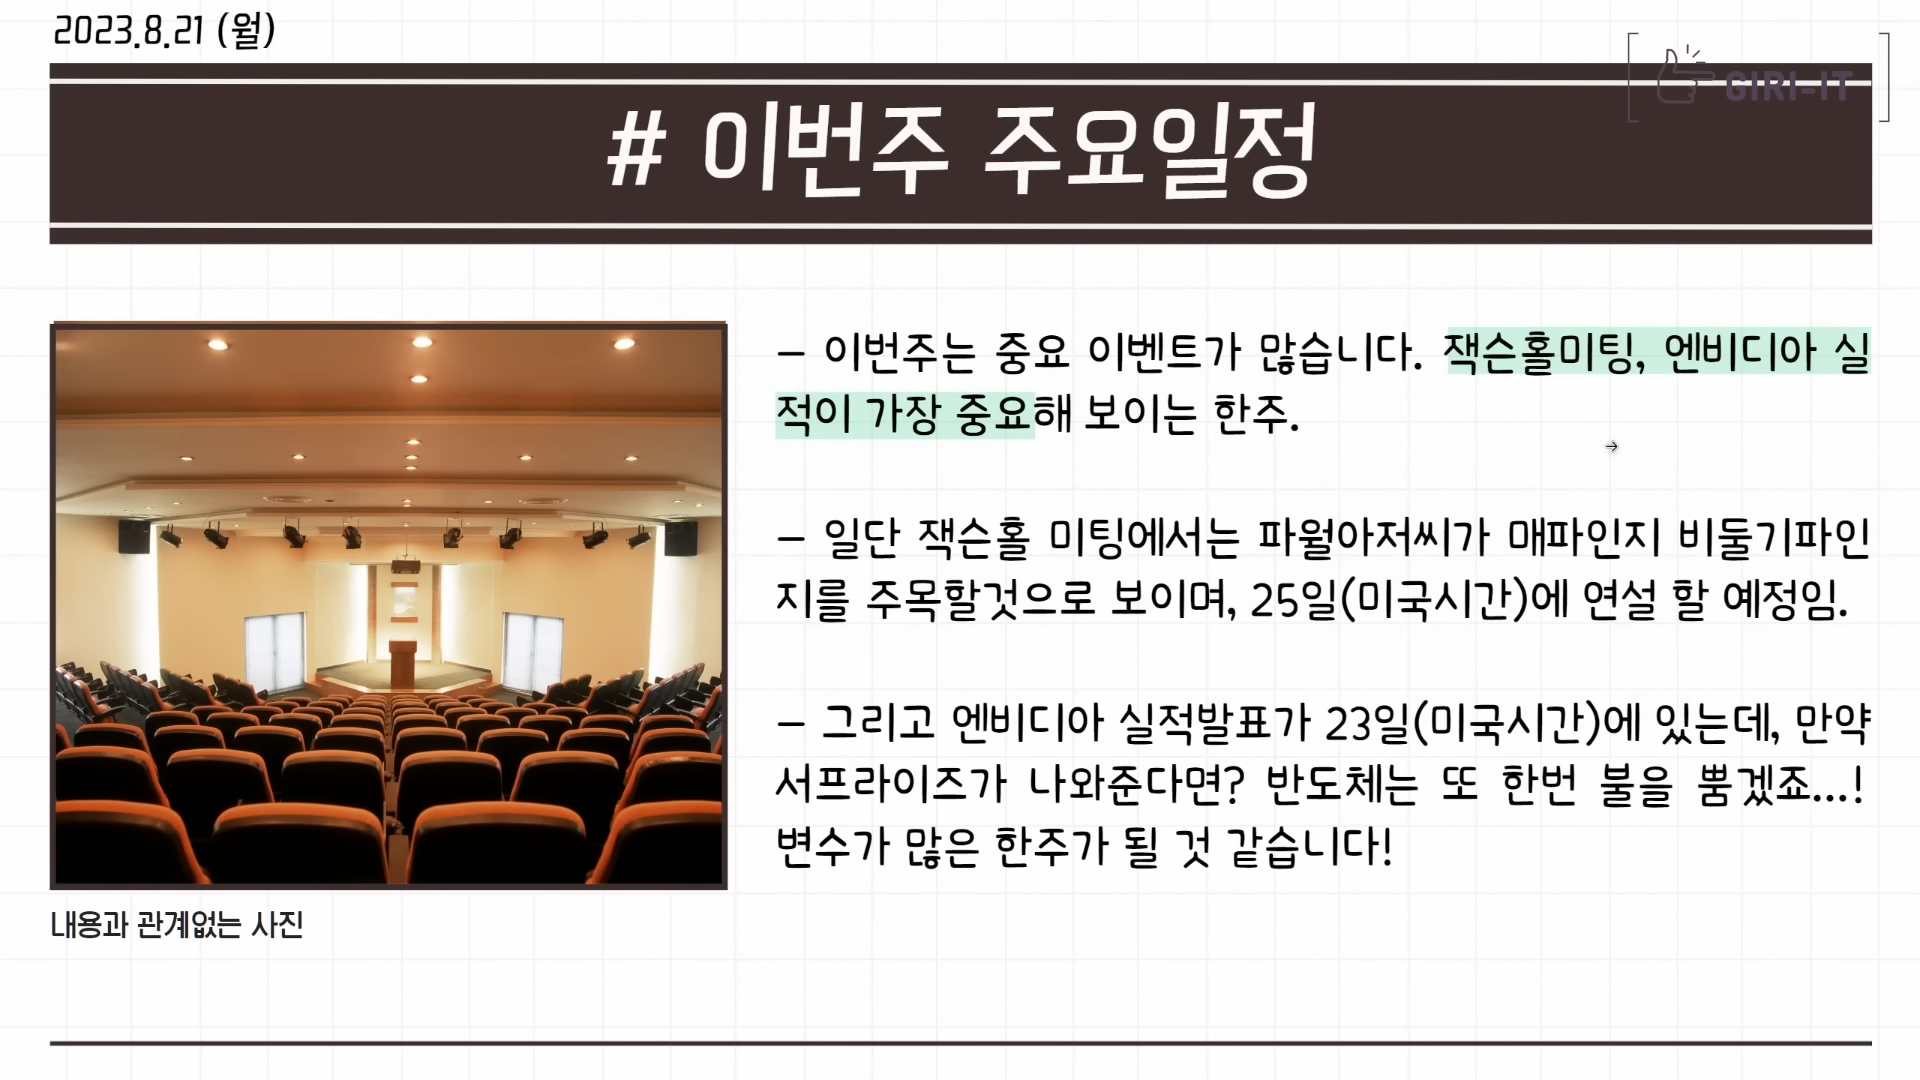 2023.8.21 (월)
GIRI-IT
# 이번주 주요일정
– 이번주는 중요 이벤트가 많습니다. 잭슨홀미팅, 엔비디아 실
적이 가장 중요해 보이는 한주.
– 일단 잭슨홀 미팅에서는 파월아저씨가 매파인지 비둘기파인
지를 주목할것으로 보이며, 25일(미국시간)에 연설 할 예정임.
– 그리고 엔비디아 실적발표가 23일(미국시간)에 있는데, 만약
서프라이즈가 나와준다면? 반도체는 또 한번 불을 뿜겠죠...!
변수가 많은 한주가 될 것 같습니다!
내용과 관계없는 사진